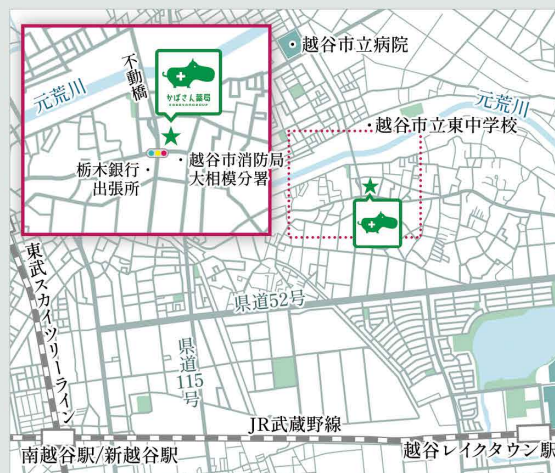 越谷市立病院
不動橋
元荒川
かばさん薬局
栃木銀行
出張所
越谷市消防局
大相模分署
元荒川
越谷市立東中学校
東武スカイツリーライン
県道52号
県道
115
号
JR武蔵野線
南越谷駅/新越谷駅
越谷レイクタウン駅